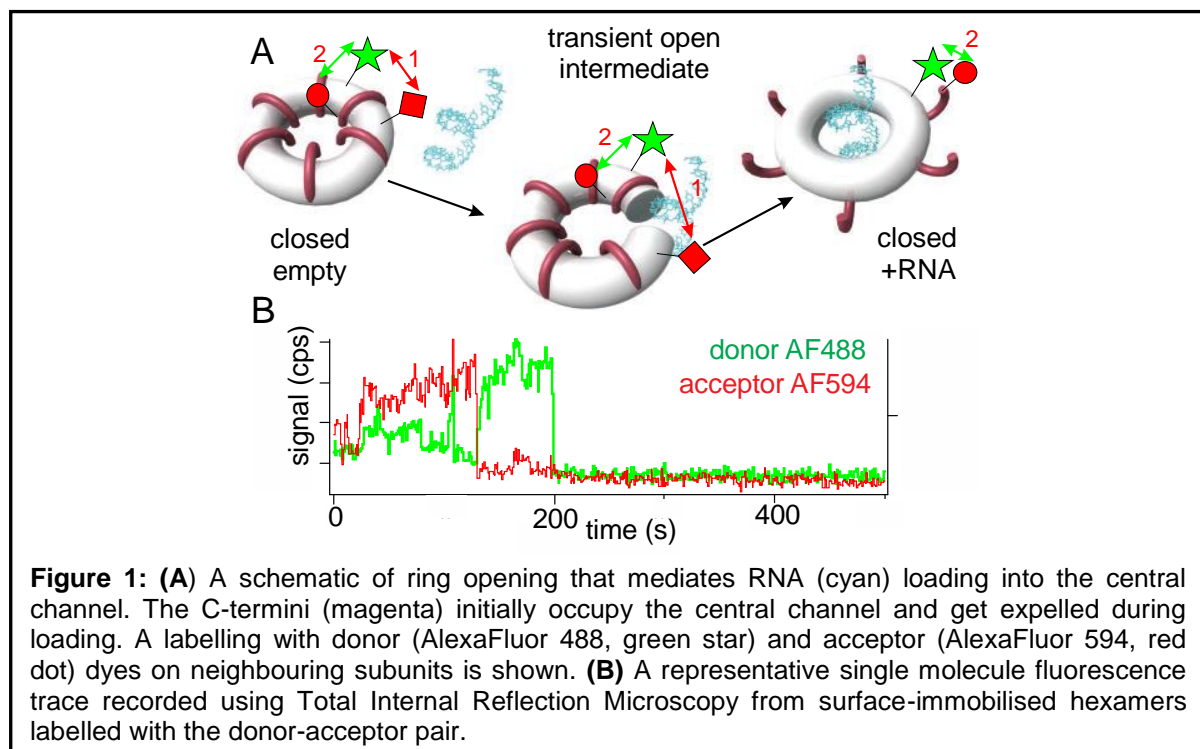 A
2
1
transient open
intermediate
2
2
1
closed
empty
closed
+RNA
B
signal (cps)
donor AF488
acceptor AF594
0
200
400
time (s)
Figure 1: (A) A schematic of ring opening that mediates RNA (cyan) loading into the central
channel. The C-termini (magenta) initially occupy the central channel and get expelled during
loading. A labelling with donor (AlexaFluor 488, green star) and acceptor (AlexaFluor 594, red
dot) dyes on neighbouring subunits is shown. (B) A representative single molecule fluorescence
trace recorded using Total Internal Reflection Microscopy from surface-immobilised hexamers
labelled with the donor-acceptor pair.